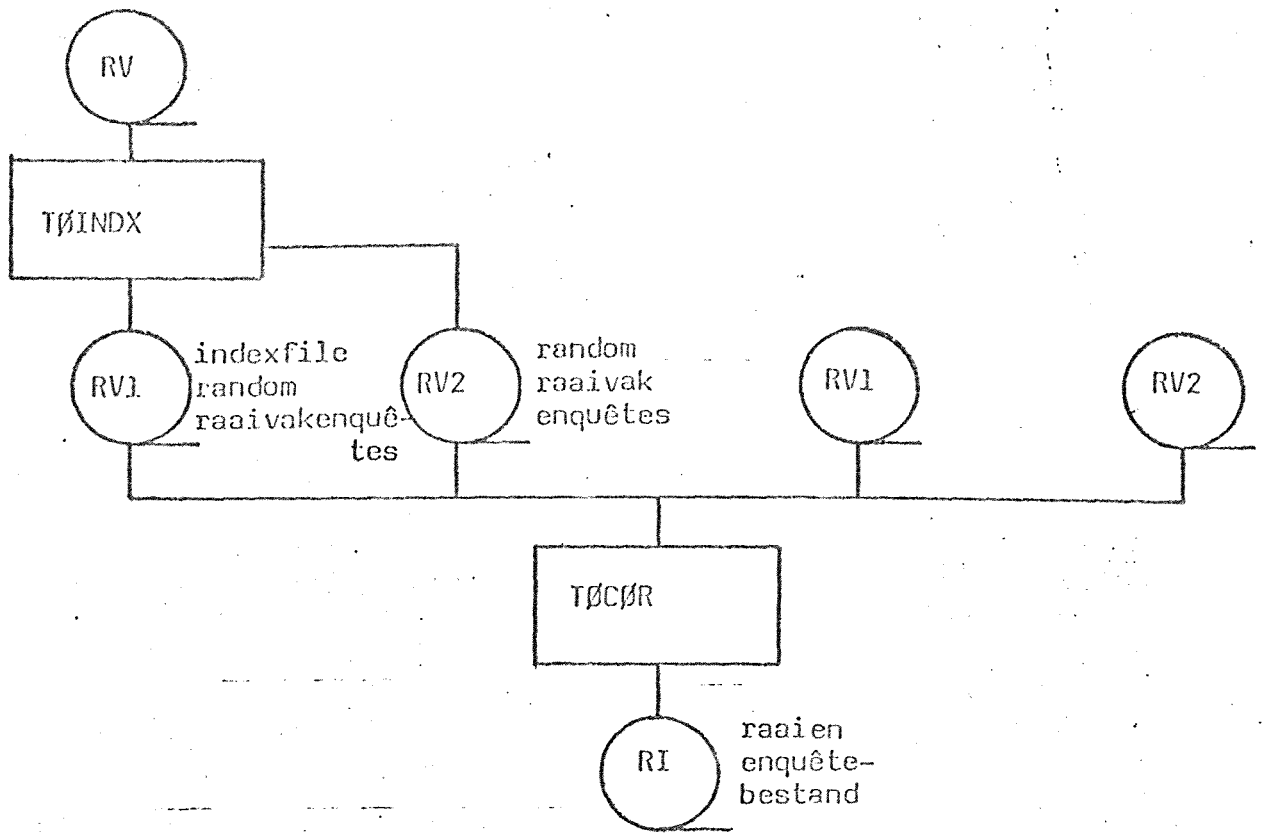 RV
TØINDX
RV1
indexfile
random
raaivakenquê-
tes
RV2
random
raaivak
enquêtes
RV1
RV2
TØCØR
RI
raaien
enquête-
bestand